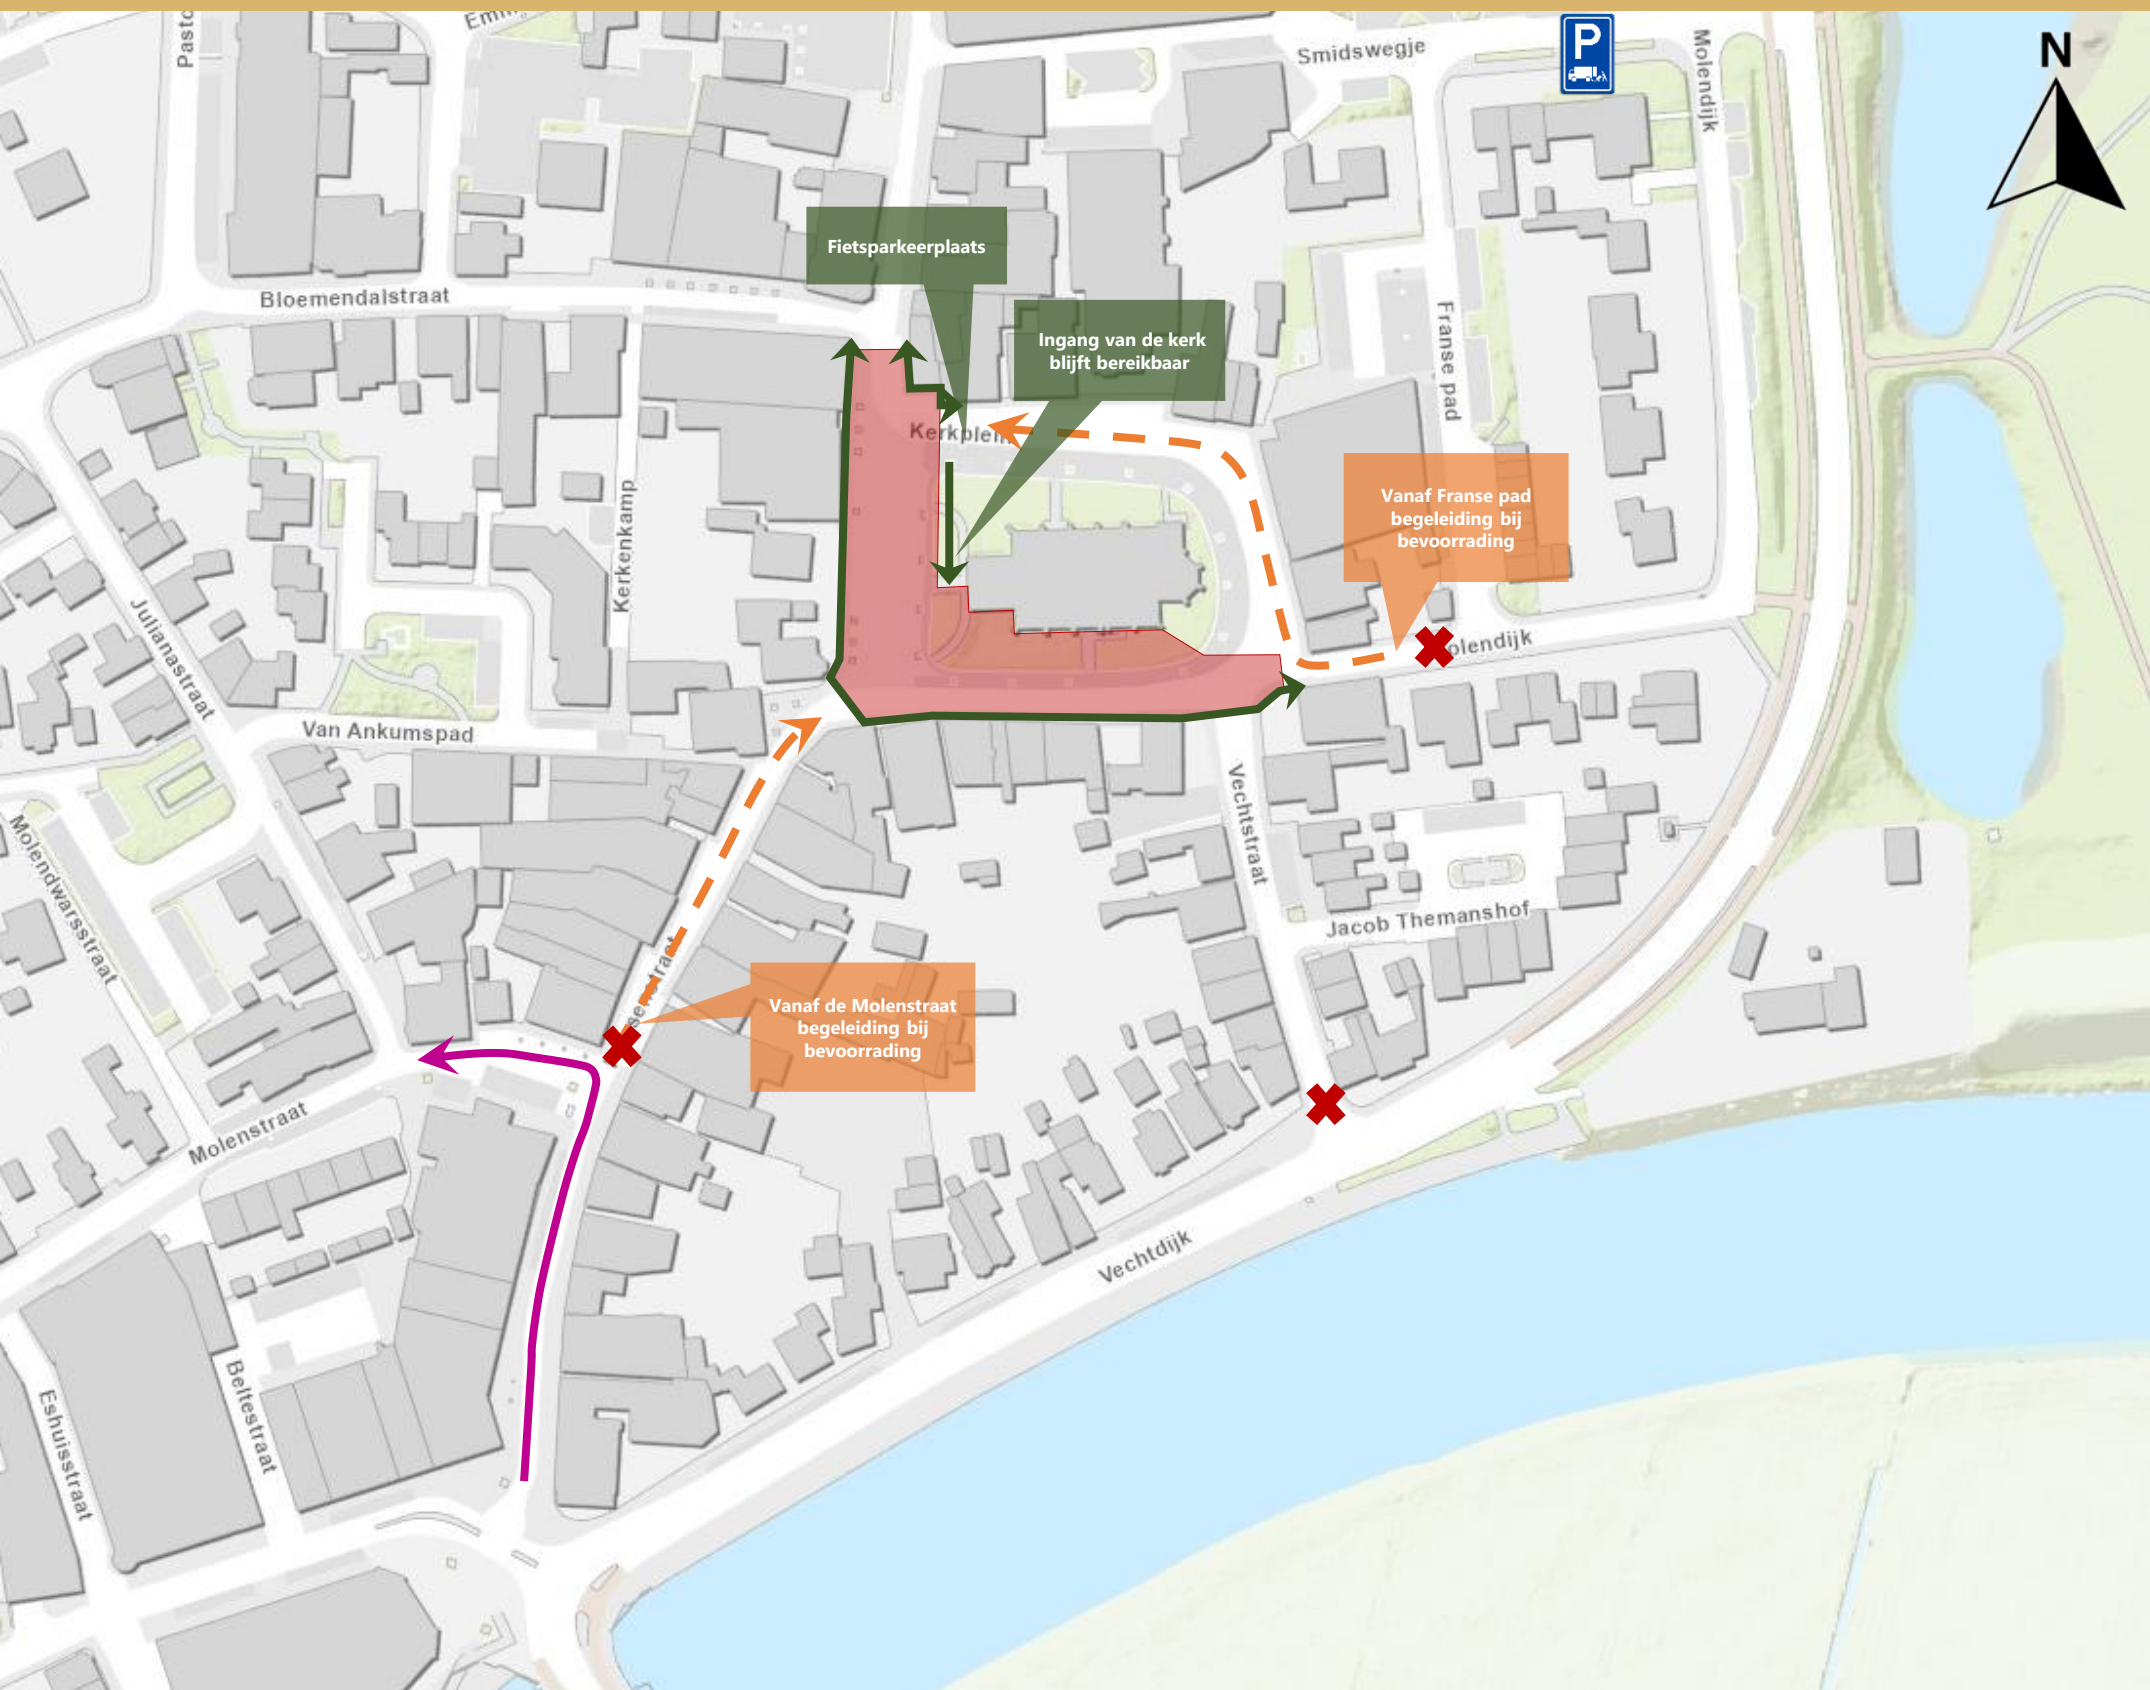 Smidswegje
P
Molendijk
N
Fietsparkeerplaats
Bloemendalstraat
Ingang van de kerk
blijft bereikbaar
Franse pad
Kerkplein
Vanaf Franse pad
begeleiding bij
bevoorrading
Kerkenkamp
Julianastraat
olendijk
Van Ankumspad
Vechtstraat
Molendwarsstraat
Jacob Themanshof
Vanaf de Molenstraat
begeleiding bij
bevoorrading
Molenstraat
Vechtdijk
Beltestraat
Eshuisstraat